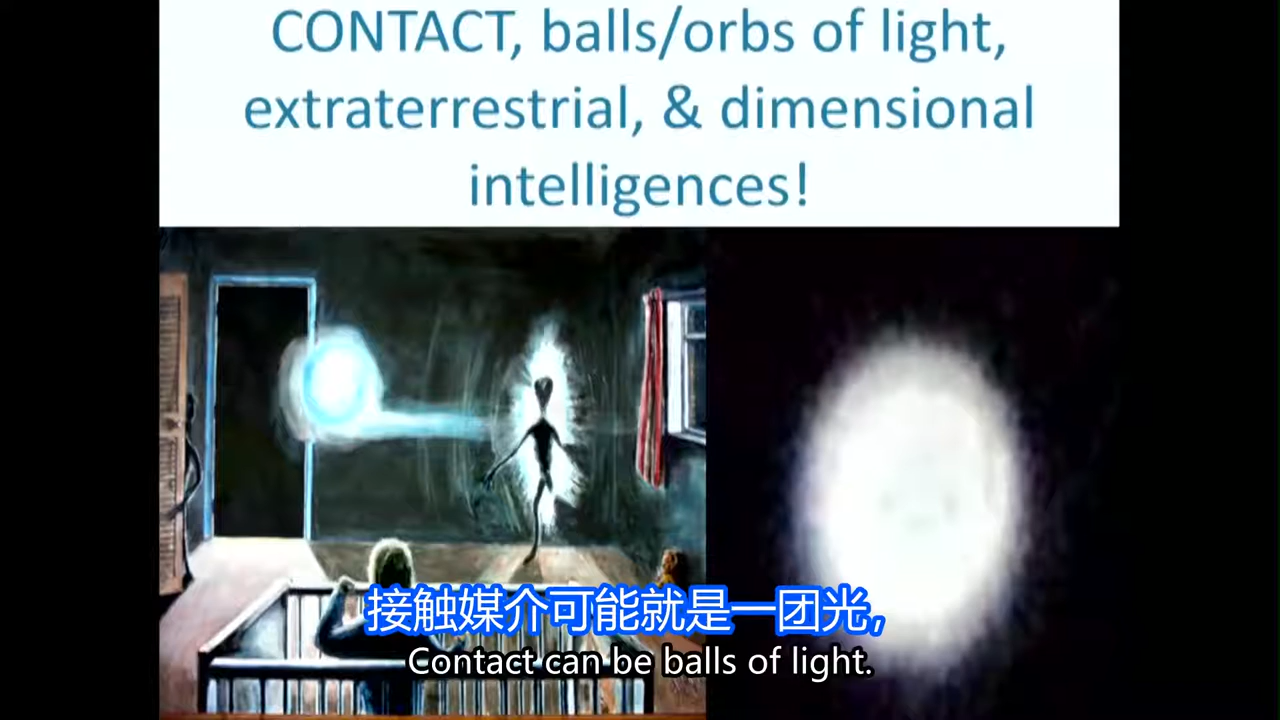 CONTACT, balls/orbs of light,
extraterrestrial, & dimensional
intelligences!
接触媒介可能就是一团光,
Contact can be balls of light.